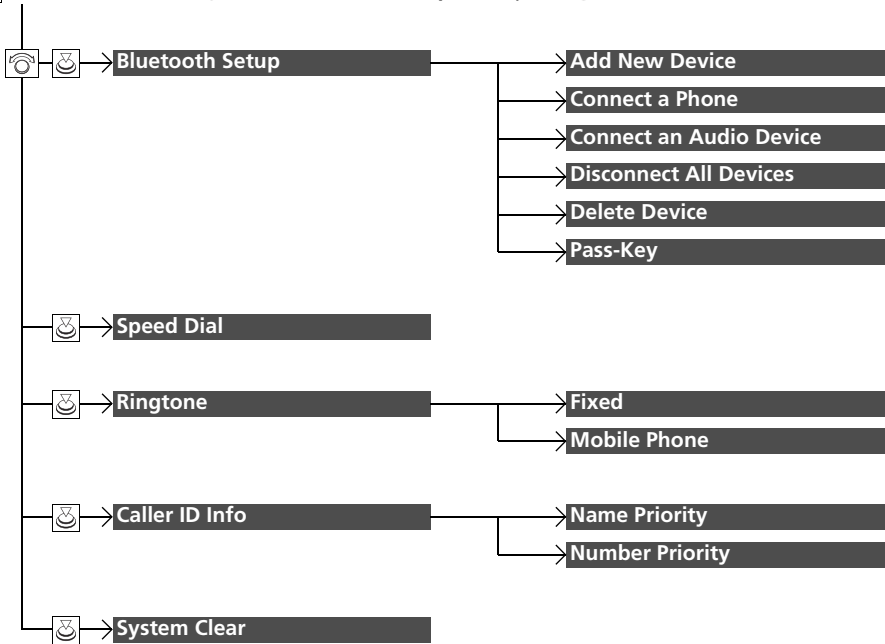 Bluetooth Setup
Add New Device
Connect a Phone
Connect an Audio Device
Disconnect All Devices
Delete Device
Pass-Key
Speed Dial
Ringtone
Fixed
Mobile Phone
Caller ID Info
Name Priority
Number Priority
System Clear